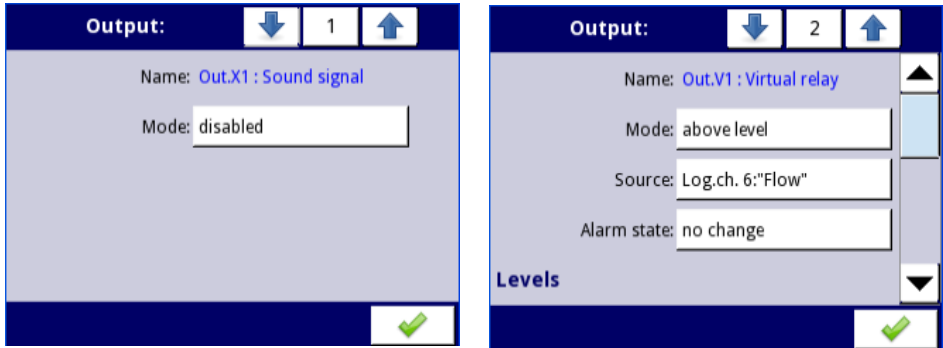 Output: 1
Name: Out.X1 : Sound signal
Mode: disabled
Output: 2
Name: Out.V1 : Virtual relay
Mode: above level
Source: Log.ch. 6:"Flow"
Alarm state: no change
Levels